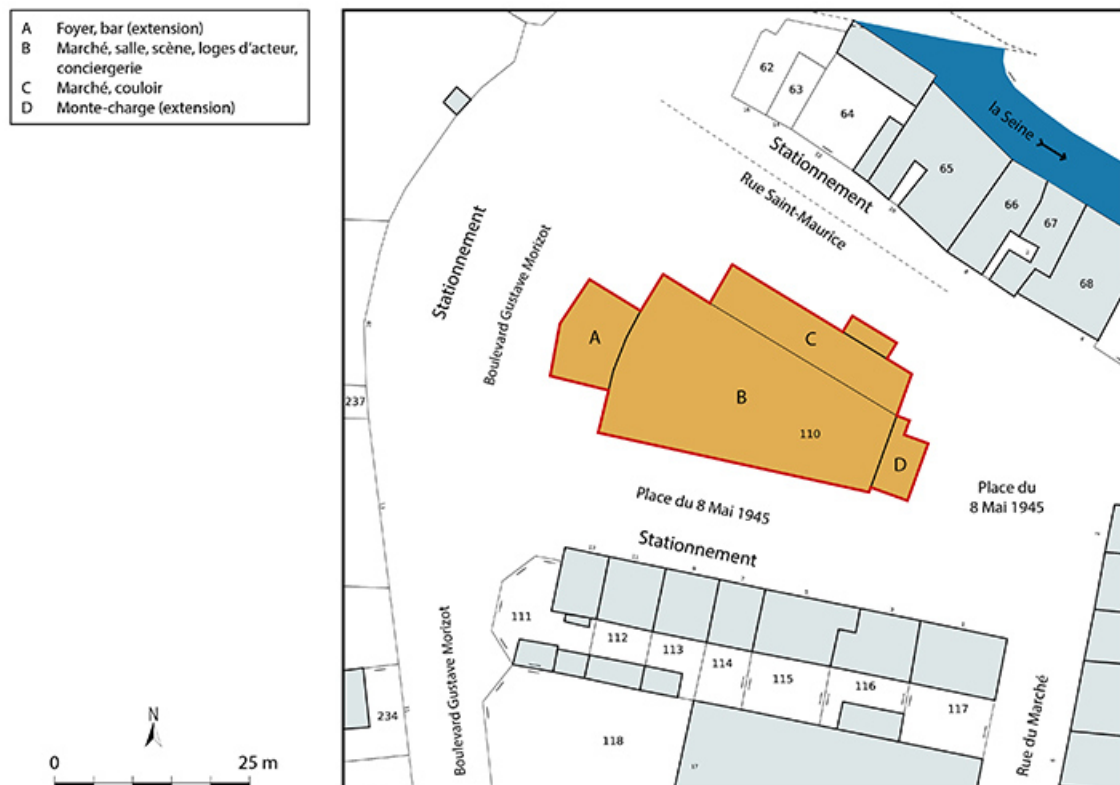 A Foyer, bar (extension)
B Marché, salle, scène, loges d'acteur,
conciergerie
C Marché, couloir
D Monte-charge (extension)
62
63
64
la Seine
65
66
67
68
Stationnement
Rue Saint-Maurice
Stationnement
Boulevard Gustave Morizot
A
C
B
110
D
237
Place du 8 Mai 1945
Place du
8 Mai 1945
Stationnement
111
112
113
114
115
116
117
118
Boulevard Gustave Morizot
Rue du Marché
234
N
0 25 m